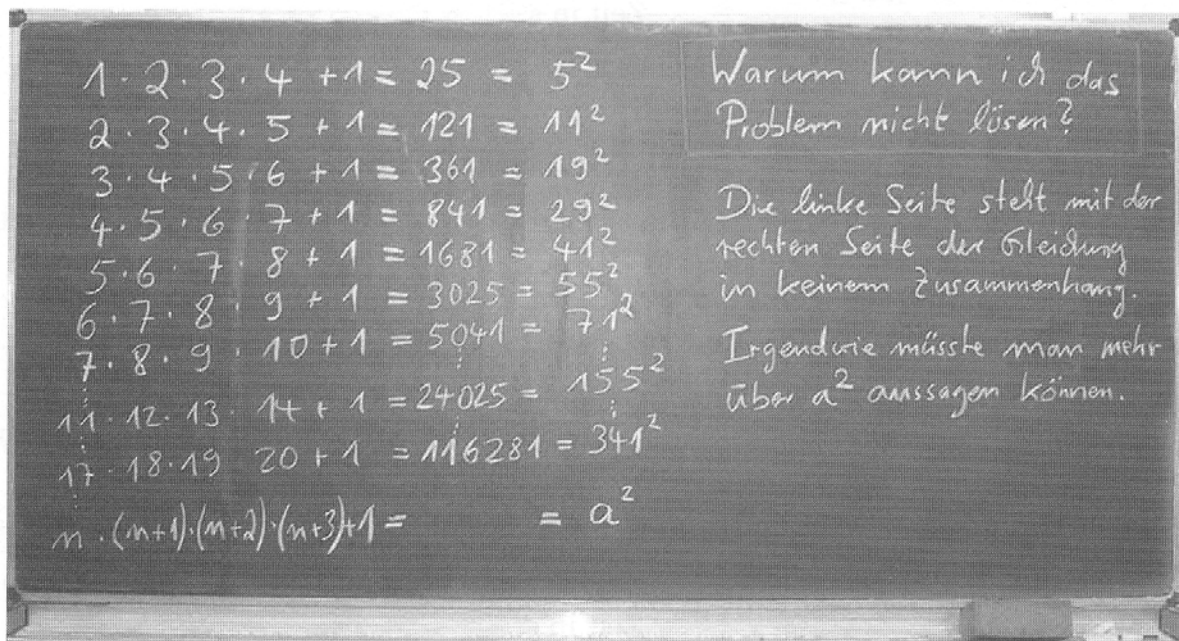 1 · 2 · 3 · 4 + 1 = 25 = 5²
2 · 3 · 4 · 5 + 1 = 121 = 11²
3 · 4 · 5 · 6 + 1 = 361 = 19²
4 · 5 · 6 · 7 + 1 = 841 = 29²
5 · 6 · 7 · 8 + 1 = 1681 = 41²
6 · 7 · 8 · 9 + 1 = 3025 = 55²
7 · 8 · 9 · 10 + 1 = 5041 = 71²
⋮ ⋮ ⋮
11 · 12 · 13 · 14 + 1 = 24025 = 155²
⋮ ⋮ ⋮
17 · 18 · 19 20 + 1 = 116281 = 341²
⋮
n · (n+1) · (n+2) · (n+3) + 1 = = a²
Warum kann ich das
Problem nicht lösen?
Die linke Seite steht mit der
rechten Seite der Gleichung
in keinem Zusammenhang.
Irgendwie müsste man mehr
über a² aussagen können.